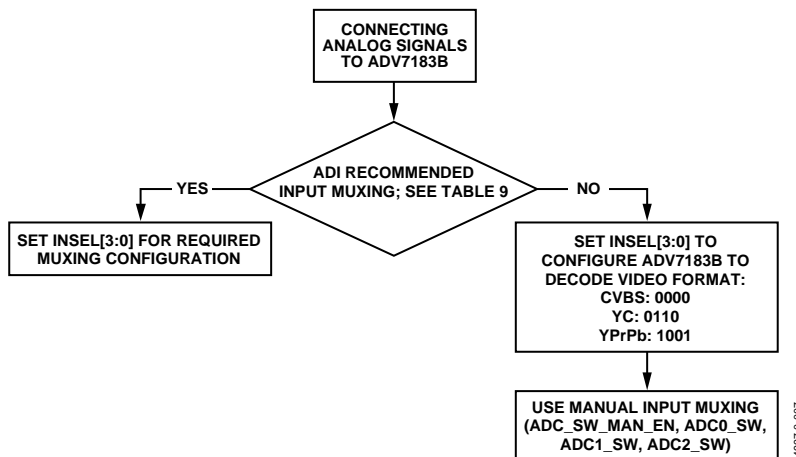 CONNECTING
ANALOG SIGNALS
TO ADV7183B
ADI RECOMMENDED
INPUT MUXING; SEE TABLE 9
YES
NO
SET INSEL[3:0] FOR REQUIRED
MUXING CONFIGURATION
SET INSEL[3:0] TO
CONFIGURE ADV7183B TO
DECODE VIDEO FORMAT:
CVBS: 0000
YC: 0110
YPrPb: 1001
USE MANUAL INPUT MUXING
(ADC_SW_MAN_EN, ADC0_SW,
ADC1_SW, ADC2_SW)